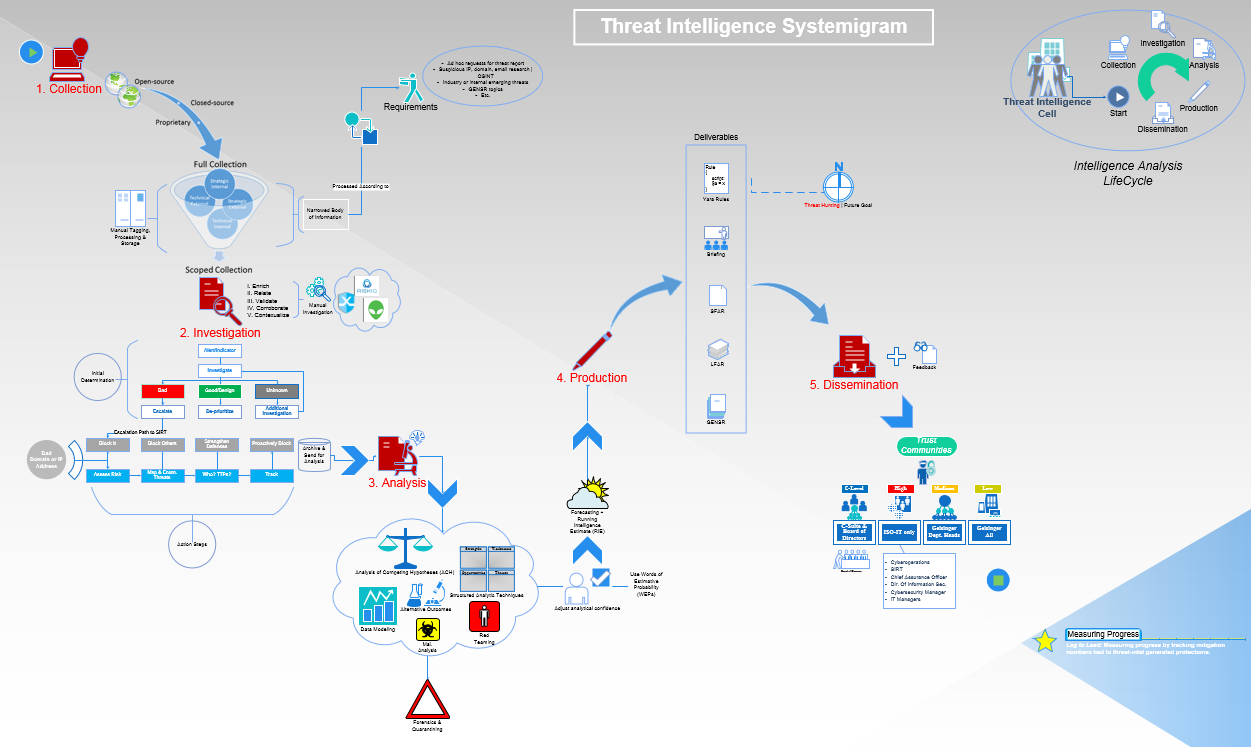 Threat Intelligence Systemigram
1. Collection
Open-source
Closed-source
Proprietary
Full Collection
Strategic
Internal
Technical
External
Strategic
External
Technical
Internal
Manual Tagging,
Processing &
Storage
Narrowed Body
of Information
Processed According to
Requirements
Ad hoc requests for threat report
Suspicious IP, domain, email research |
OSINT
Industry or internal emerging threats
GENSR topics
Etc.
Scoped Collection
I. Enrich
II. Relate
III. Validate
IV. Corroborate
V. Contexualize
Manual
Investigation
RISKIQ
2. Investigation
Initial
Determination
Alert/Indicator
Investigate
Bad
Good/Benign
Unknown
Escalate
De-prioritize
Additional
Investigation
Escalation Path to SIRT
Bad
Domain or IP
Address
Block It
Block Others
Strengthen
Defenses
Proactively Block
Assess Risk
Map & Comm.
Threats
Who? TTPs?
Track
Archive &
Send for
Analysis
Action Steps
3. Analysis
Analysis of Competing Hypotheses (ACH)
Strengths
Weaknesses
Opportunities
Threats
Structured Analytic Techniques
Alternative Outcomes
Data Modeling
Mal.
Analysis
Red
Teaming
Forensics &
Quarantining
Adjust analytical confidence
Use Words of
Estimative
Probability
(WEPs)
Forecasting –
Running
Intelligence
Estimate (RIE)
4. Production
Deliverables
Rule
{
script:
$a = x
}
Yara Rules
Briefing
SFAR
LFAR
GENSR
N
Threat Hunting | Future Goal
5. Dissemination
Feedback
Trust
Communities
C-Level
High
Medium
Low
C-Suite &
Board of
Directors
ISO-IT only
Geisinger
Dept. Heads
Geisinger
All
Cyberoperations
SIRT
Chief Assurance Officer
Dir. Of Information Sec.
Cybersecurity Manager
IT Managers
Threat Intelligence
Cell
Start
Collection
Investigation
Analysis
Production
Dissemination
Intelligence Analysis
LifeCycle
Measuring Progress
Lag to Lead: Measuring progress by tracking mitigation
numbers tied to threat-intel generated protections.